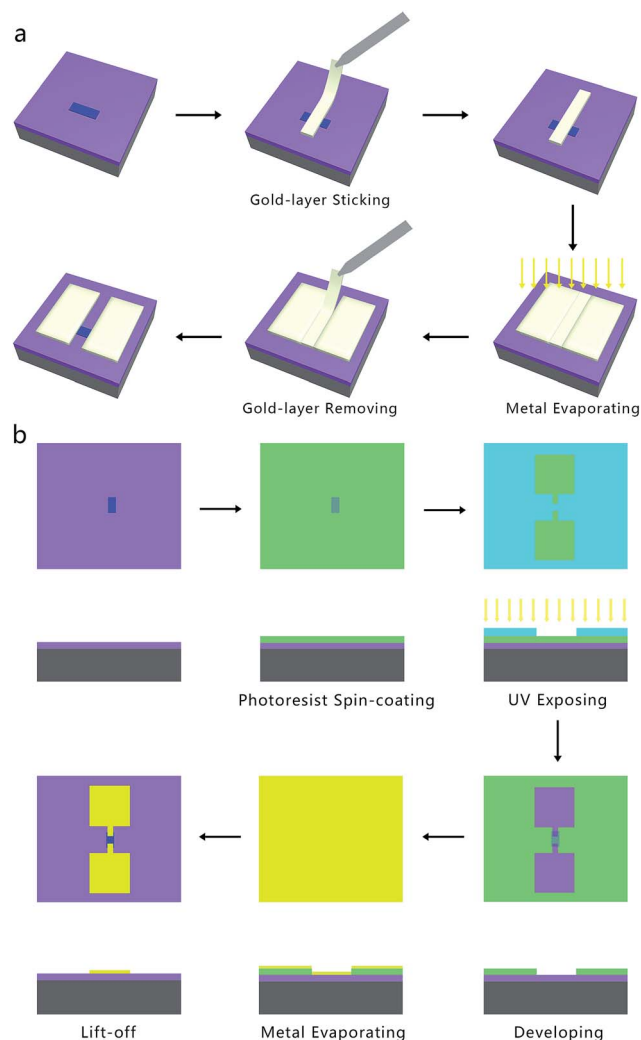 a
Gold-layer Sticking
Gold-layer Removing
Metal Evaporating
b
Photoresist Spin-coating
UV Exposing
Lift-off
Metal Evaporating
Developing